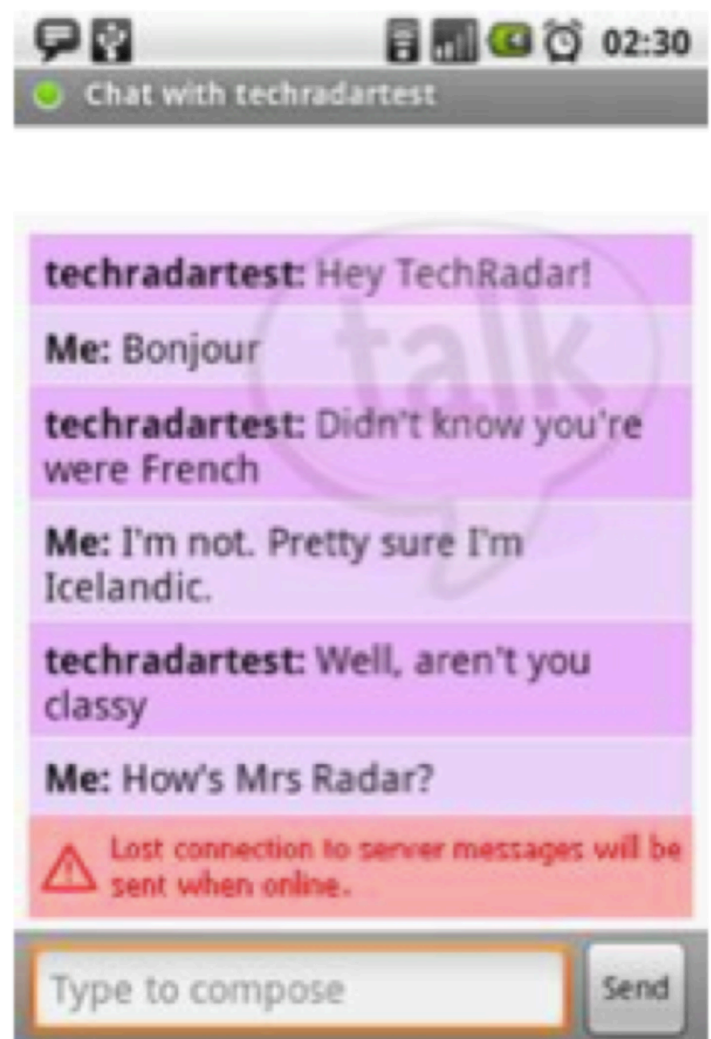 02:30
Chat with techradartest
talk
techradartest: Hey TechRadar!
Me: Bonjour
techradartest: Didn't know you're
were French
Me: I'm not. Pretty sure I'm
Icelandic.
techradartest: Well, aren't you
classy
Me: How's Mrs Radar?
Lost connection to server messages will be
sent when online.
Type to compose
Send